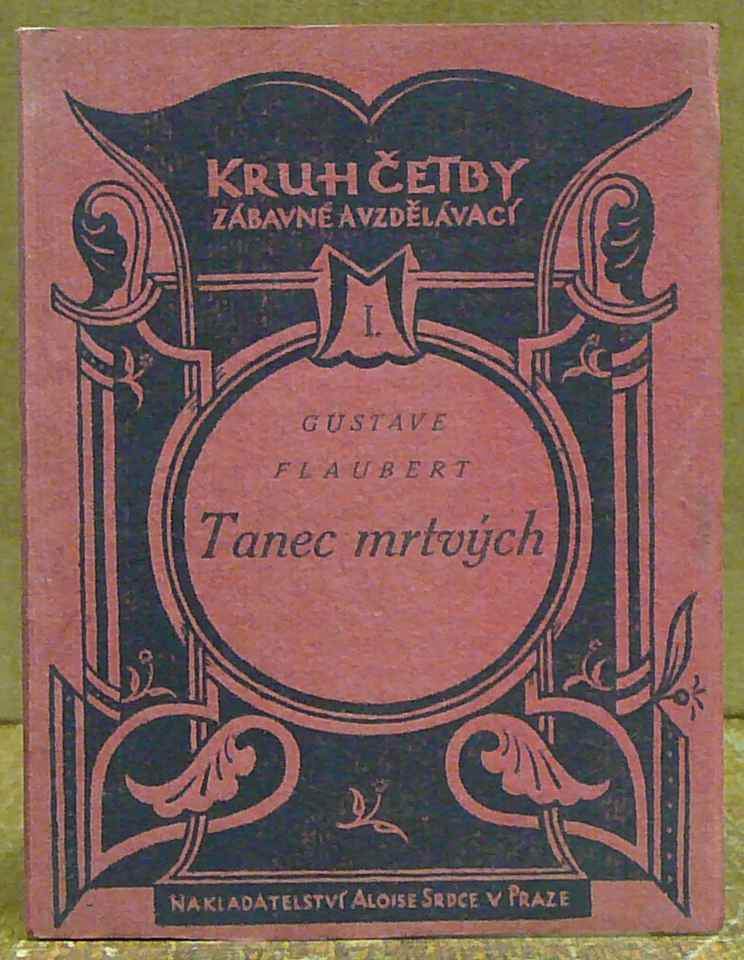 KRUH ČETBY
ZÁBAVNÉ A VZDĚLÁVACÍ
I.
GUSTAVE
FLAUBERT
Tanec mrtvých
NAKLADATELSTVÍ ALOISE SRDCE V PRAZE